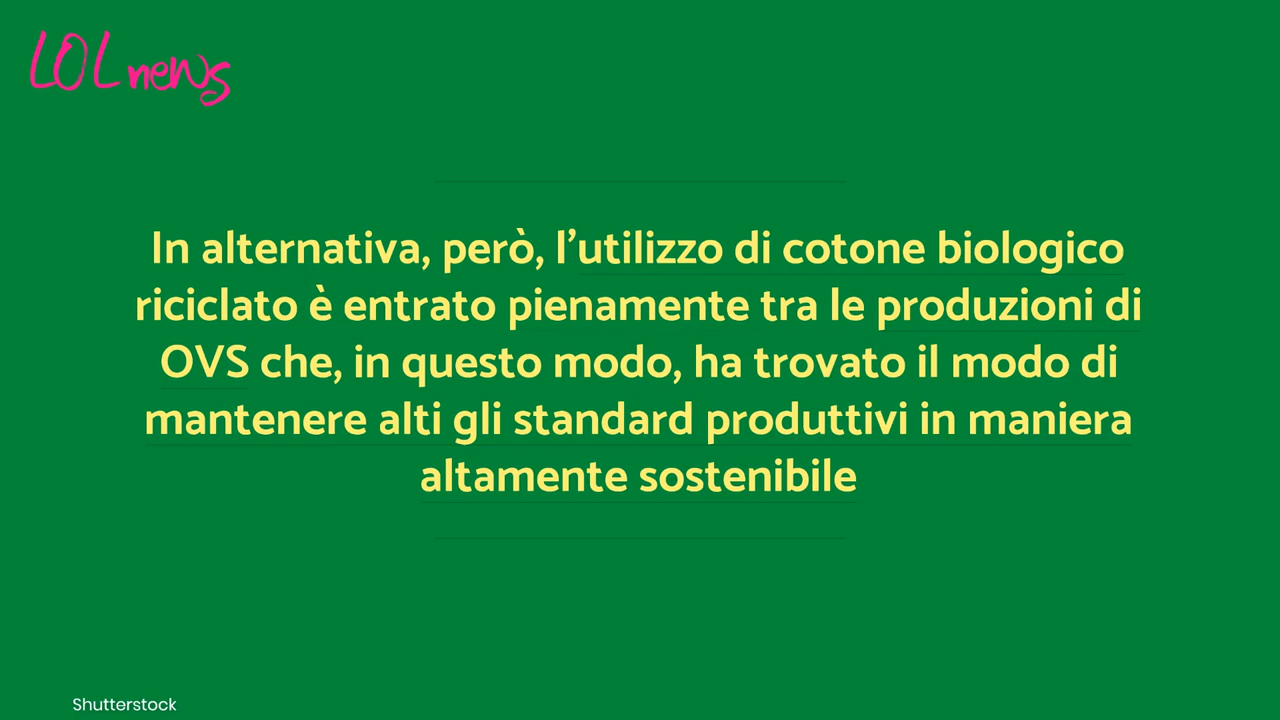 LOL news
In alternativa, però, l’utilizzo di cotone biologico
riciclato è entrato pienamente tra le produzioni di
OVS che, in questo modo, ha trovato il modo di
mantenere alti gli standard produttivi in maniera
altamente sostenibile
Shutterstock